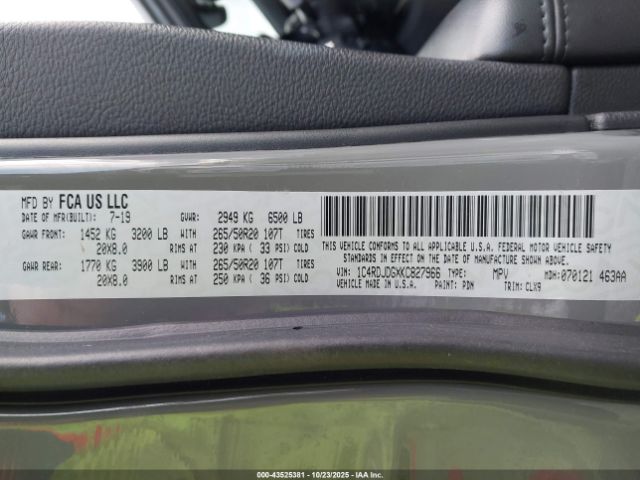 MFD BY FCA US LLC
DATE OF MFR(BUILT): 7-19 GVWR: 2949 KG 6500 LB
GAWR FRONT: 1452 KG 3200 LB WITH 265/50R20 107T TIRES
20X8.0 RIMS AT 230 KPA ( 33 PSI) COLD
GAWR REAR: 1770 KG 3900 LB WITH 265/50R20 107T TIRES
20X8.0 RIMS AT 250 KPA ( 36 PSI) COLD
THIS VEHICLE CONFORMS TO ALL APPLICABLE U.S.A. FEDERAL MOTOR VEHICLE SAFETY
STANDARDS IN EFFECT ON THE DATE OF MANUFACTURE SHOWN ABOVE.
VIN: 1C4RDJDGXKC827966 TYPE: MPV MDH: 070121 463AA
VEHICLE MADE IN U.S.A. PAINT: PDN TRIM: CLX9
000-43525381 - 10/23/2025 - IAAI.com